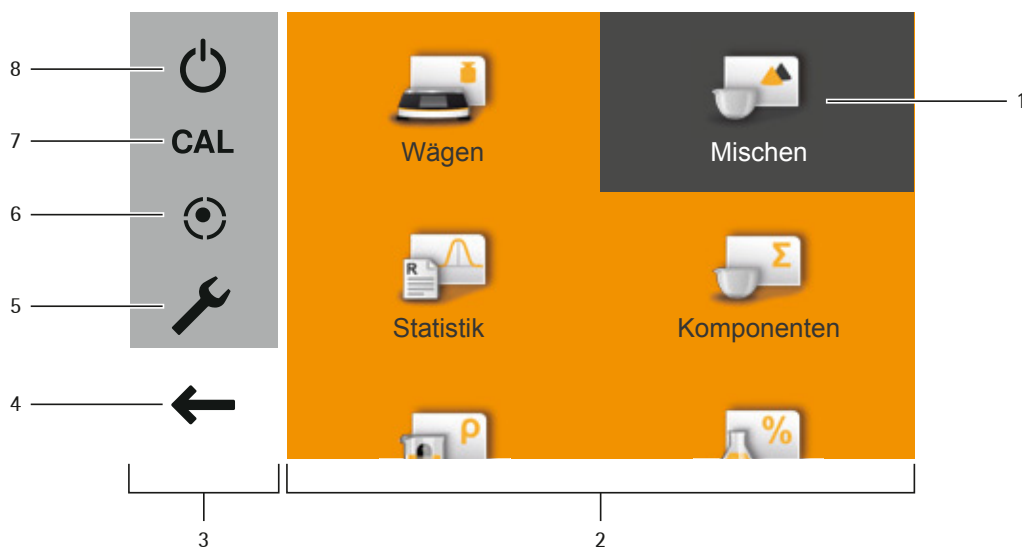 8
7
6
5
4
CAL
Wägen
Mischen
1
R
Σ
Statistik
Komponenten
ρ
%
3
2